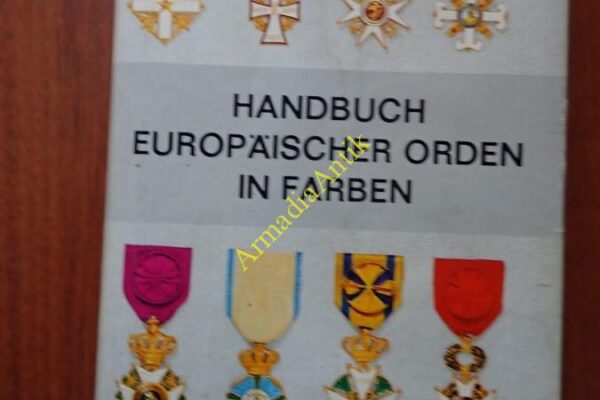 HANDBUCH
EUROPÄISCHER ORDEN
IN FARBEN
ArmadiaAntik